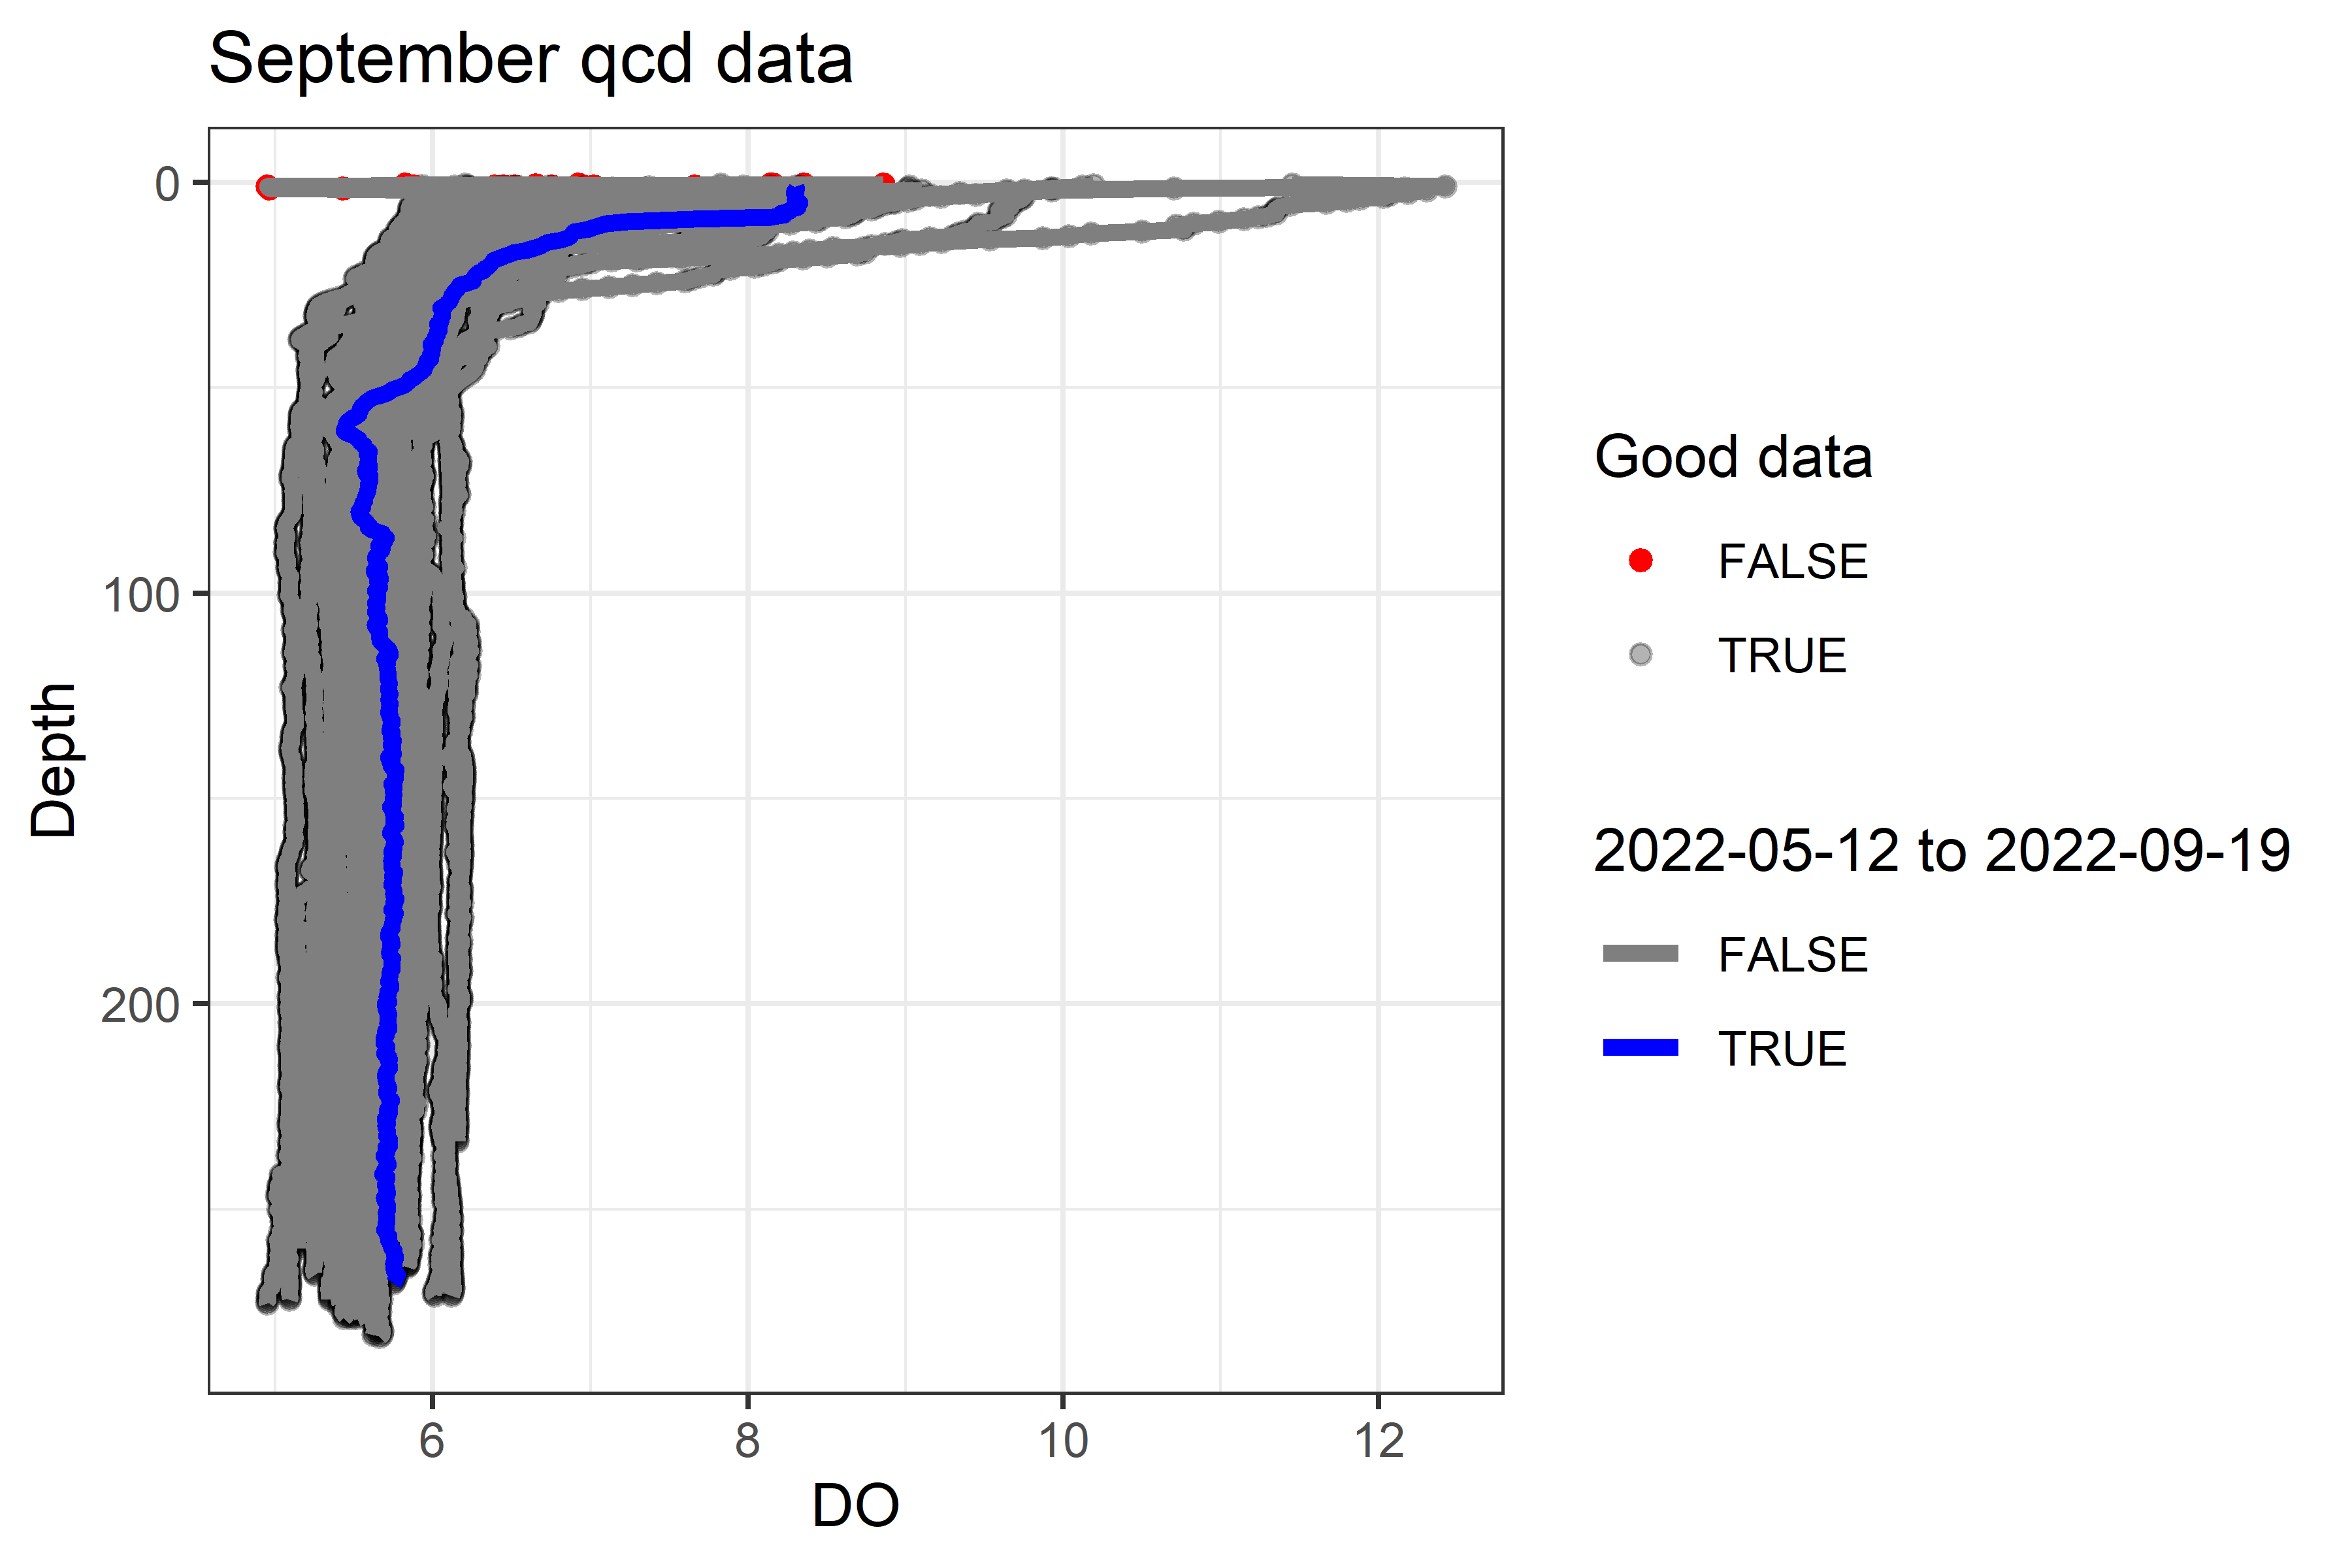 September qcd data
0
100
200
Depth
6 8 10 12
DO
Good data
FALSE
TRUE
2022-05-12 to 2022-09-19
FALSE
TRUE